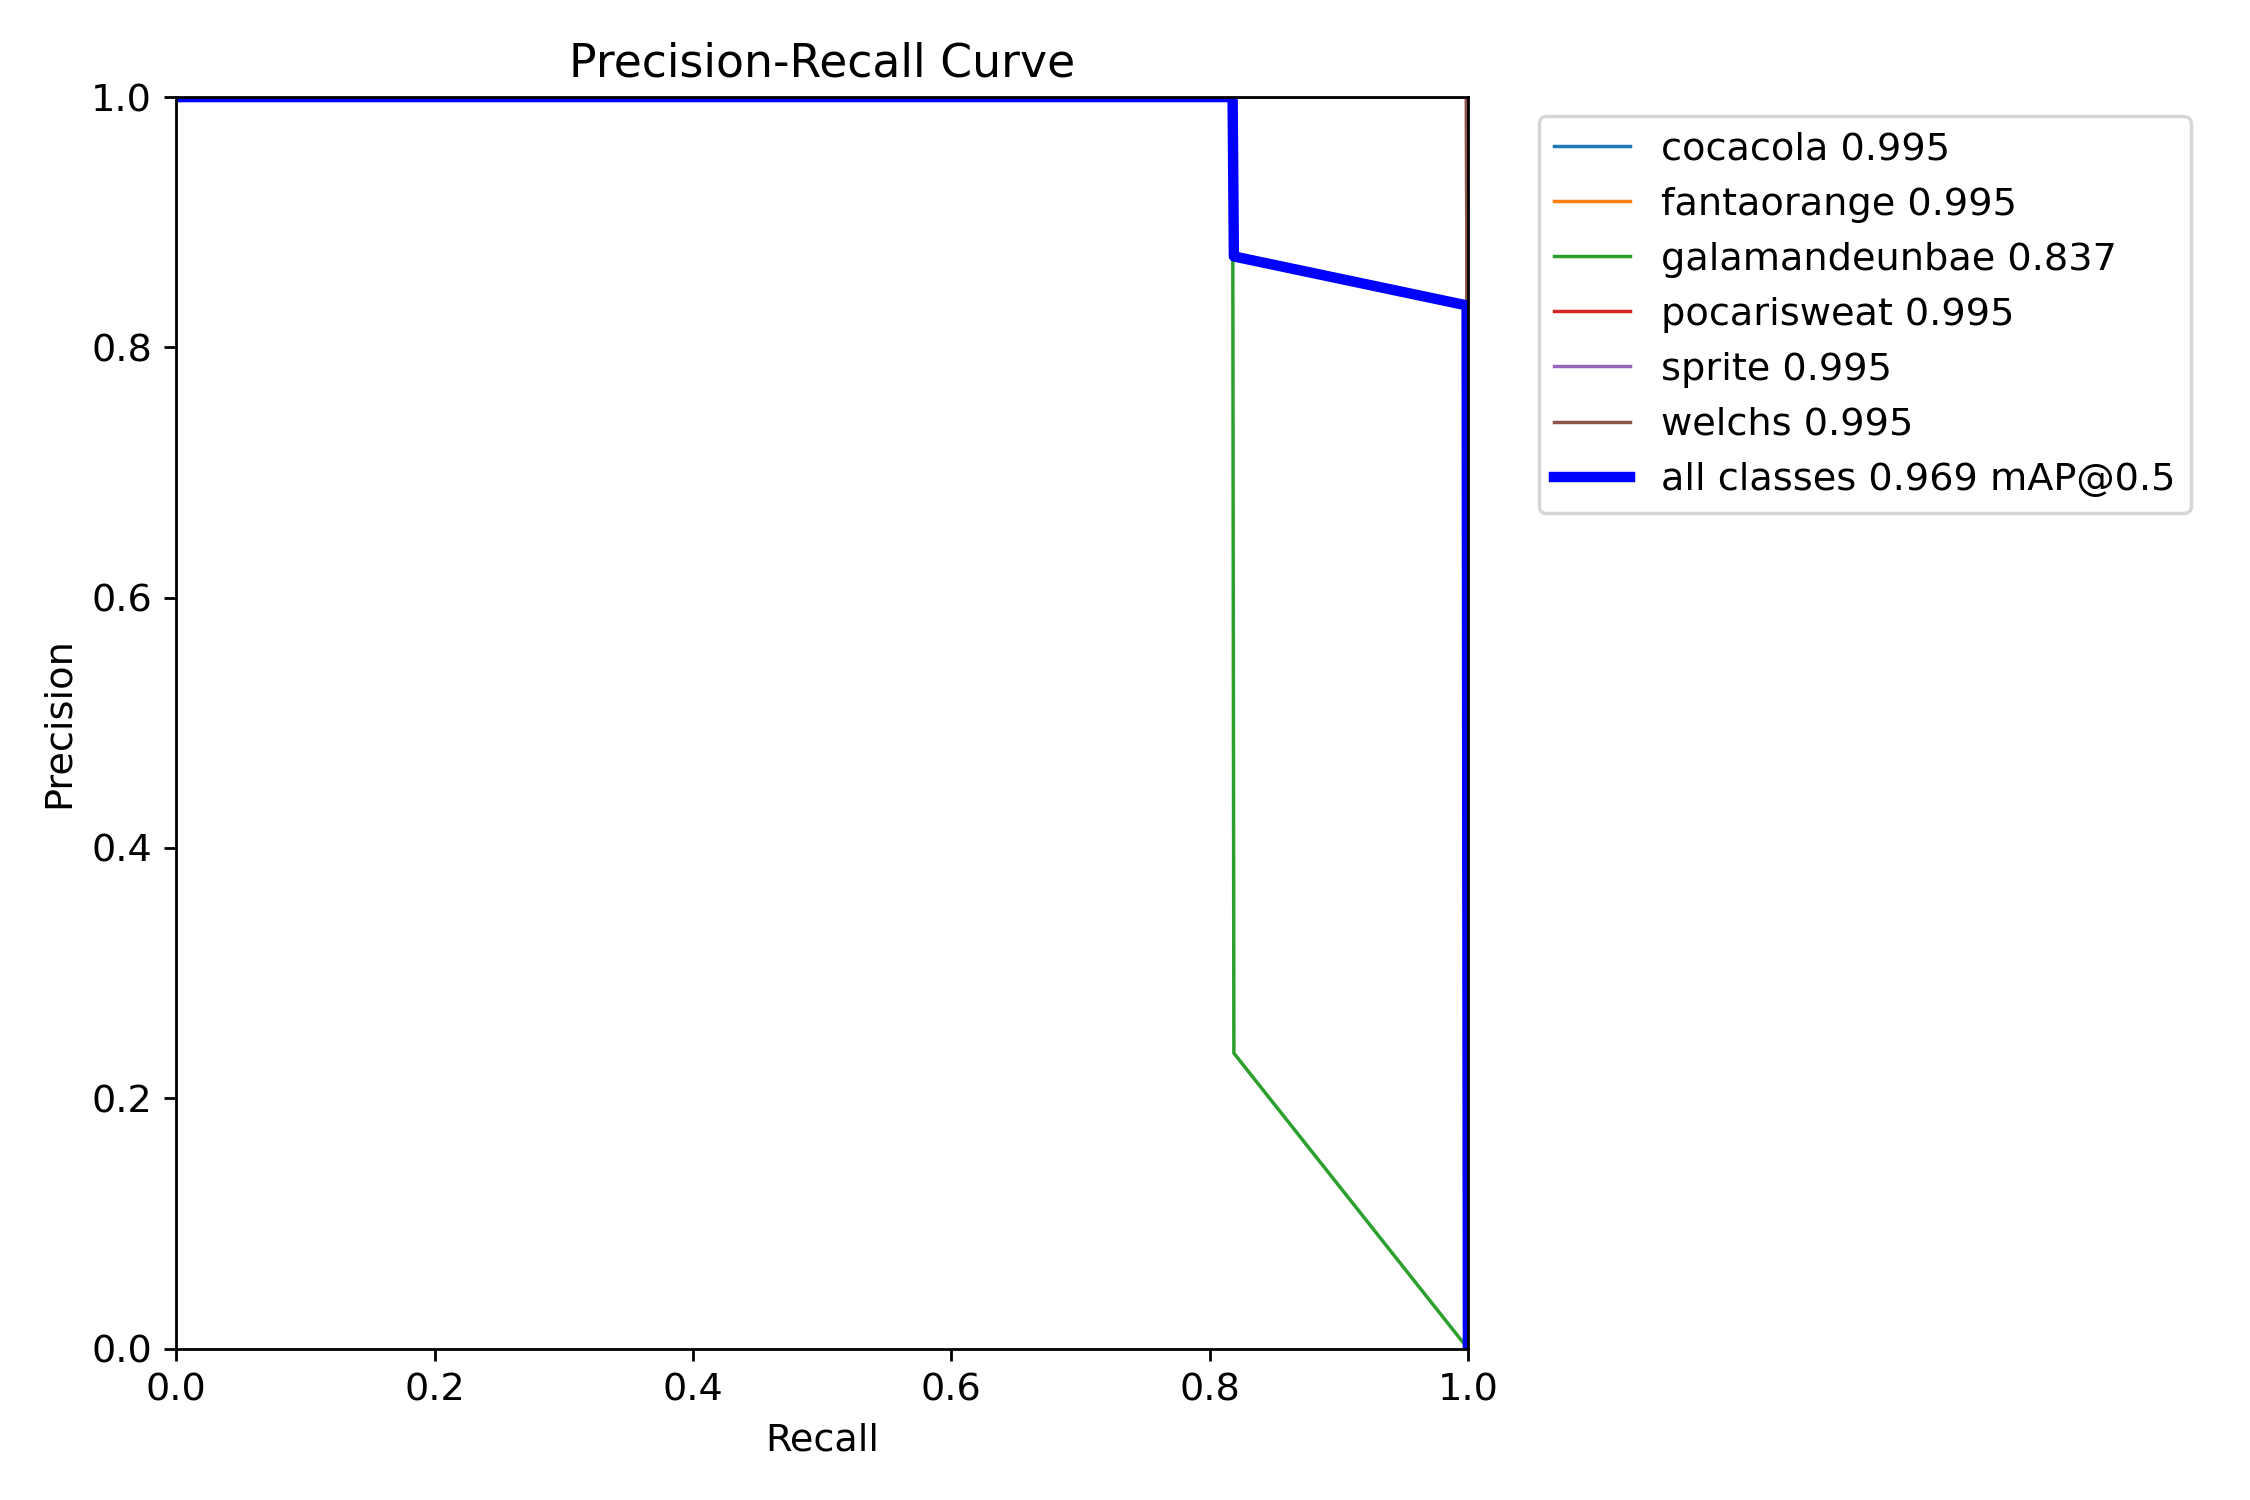 Precision-Recall Curve
1.0
0.8
0.6
0.4
0.2
0.0
Precision
0.0 0.2 0.4 0.6 0.8 1.0
Recall
cocacola 0.995
fantaorange 0.995
galamandeunbae 0.837
pocarisweat 0.995
sprite 0.995
welchs 0.995
all classes 0.969 mAP@0.5